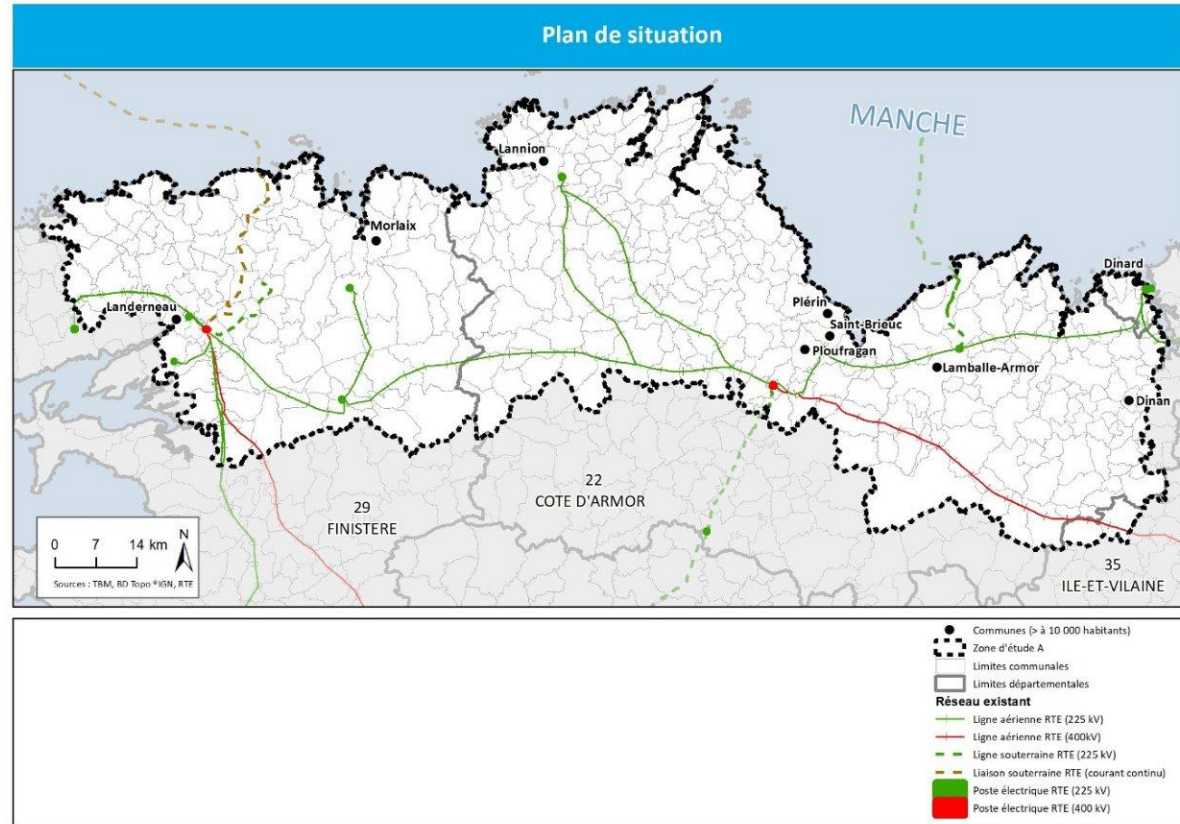 Plan de situation
MANCHE
Lannion
Morlaix
Dinard
Landerneau
Plérin
Saint-Brieuc
Ploufragan
Lamballe-Armor
Dinan
29
FINISTERE
22
COTE D'ARMOR
35
ILE-ET-VILAINE
0 7 14 km
N
Sources : TBM, BD Topo ®IGN, RTE
Communes (> à 10 000 habitants)
Zone d'étude A
Limites communales
Limites départementales
Réseau existant
Ligne aérienne RTE (225 kV)
Ligne aérienne RTE (400kV)
Ligne souterraine RTE (225 kV)
Liaison souterraine RTE (courant continu)
Poste électrique RTE (225 kV)
Poste électrique RTE (400 kV)